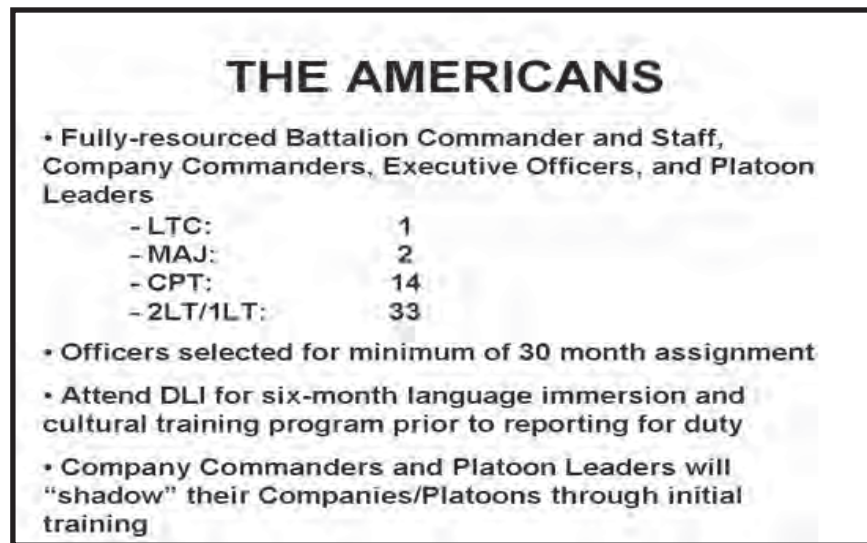 THE AMERICANS
• Fully-resourced Battalion Commander and Staff,
Company Commanders, Executive Officers, and Platoon
Leaders
- LTC: 1
- MAJ: 2
- CPT: 14
- 2LT/1LT: 33
• Officers selected for minimum of 30 month assignment
• Attend DLI for six-month language immersion and
cultural training program prior to reporting for duty
• Company Commanders and Platoon Leaders will
“shadow” their Companies/Platoons through initial
training